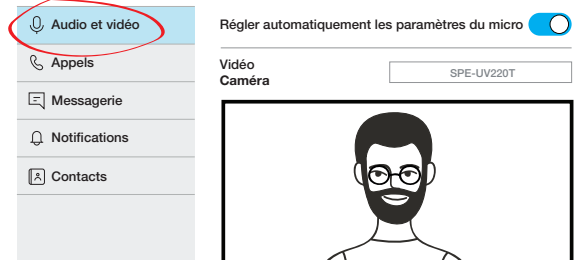 Audio et vidéo
Appels
Messagerie
Notifications
Contacts
Régler automatiquement les paramètres du micro
Vidéo
Caméra
SPE-UV220T